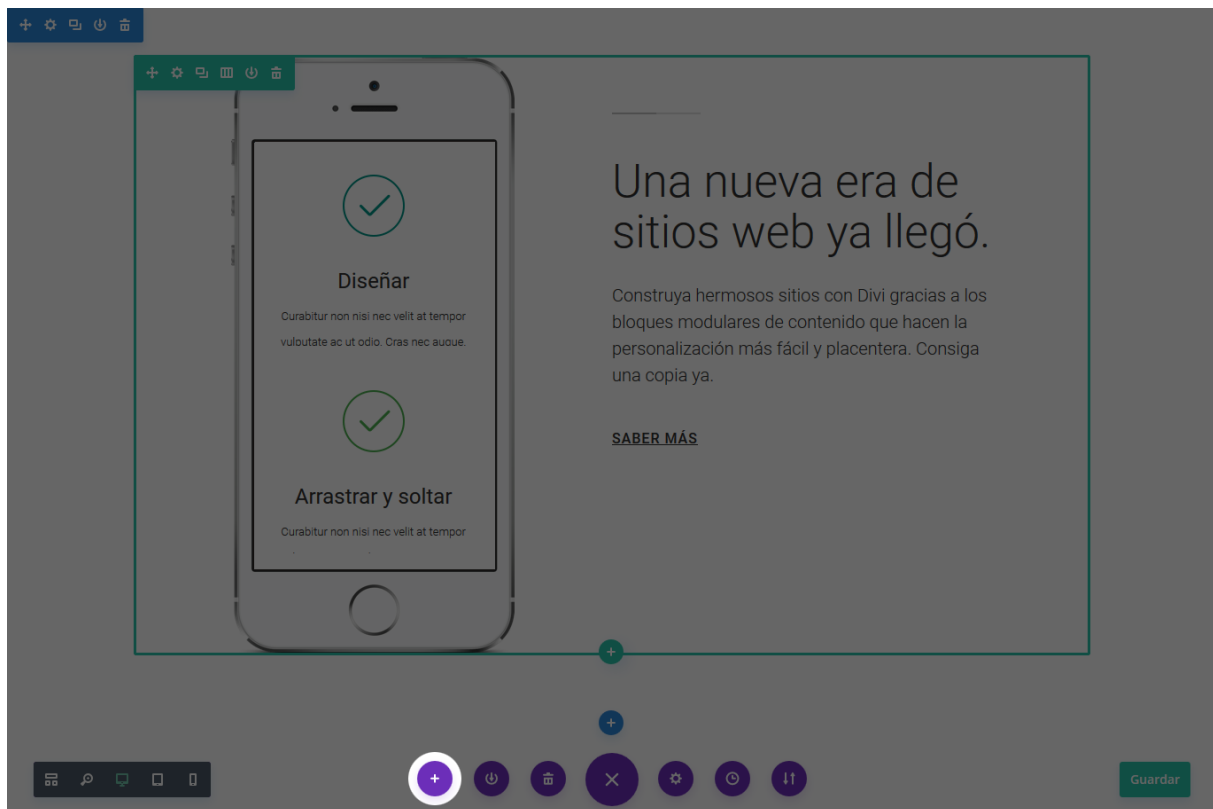 Diseñar
Curabitur non nisi nec velit at tempor
vulputate ac ut odio. Cras nec augue.
Arrastrar y soltar
Curabitur non nisi nec velit at tempor
Una nueva era de
sitios web ya llegó.
Construya hermosos sitios con Divi gracias a los
bloques modulares de contenido que hacen la
personalización más fácil y placentera. Consiga
una copia ya.
SABER MÁS
Guardar